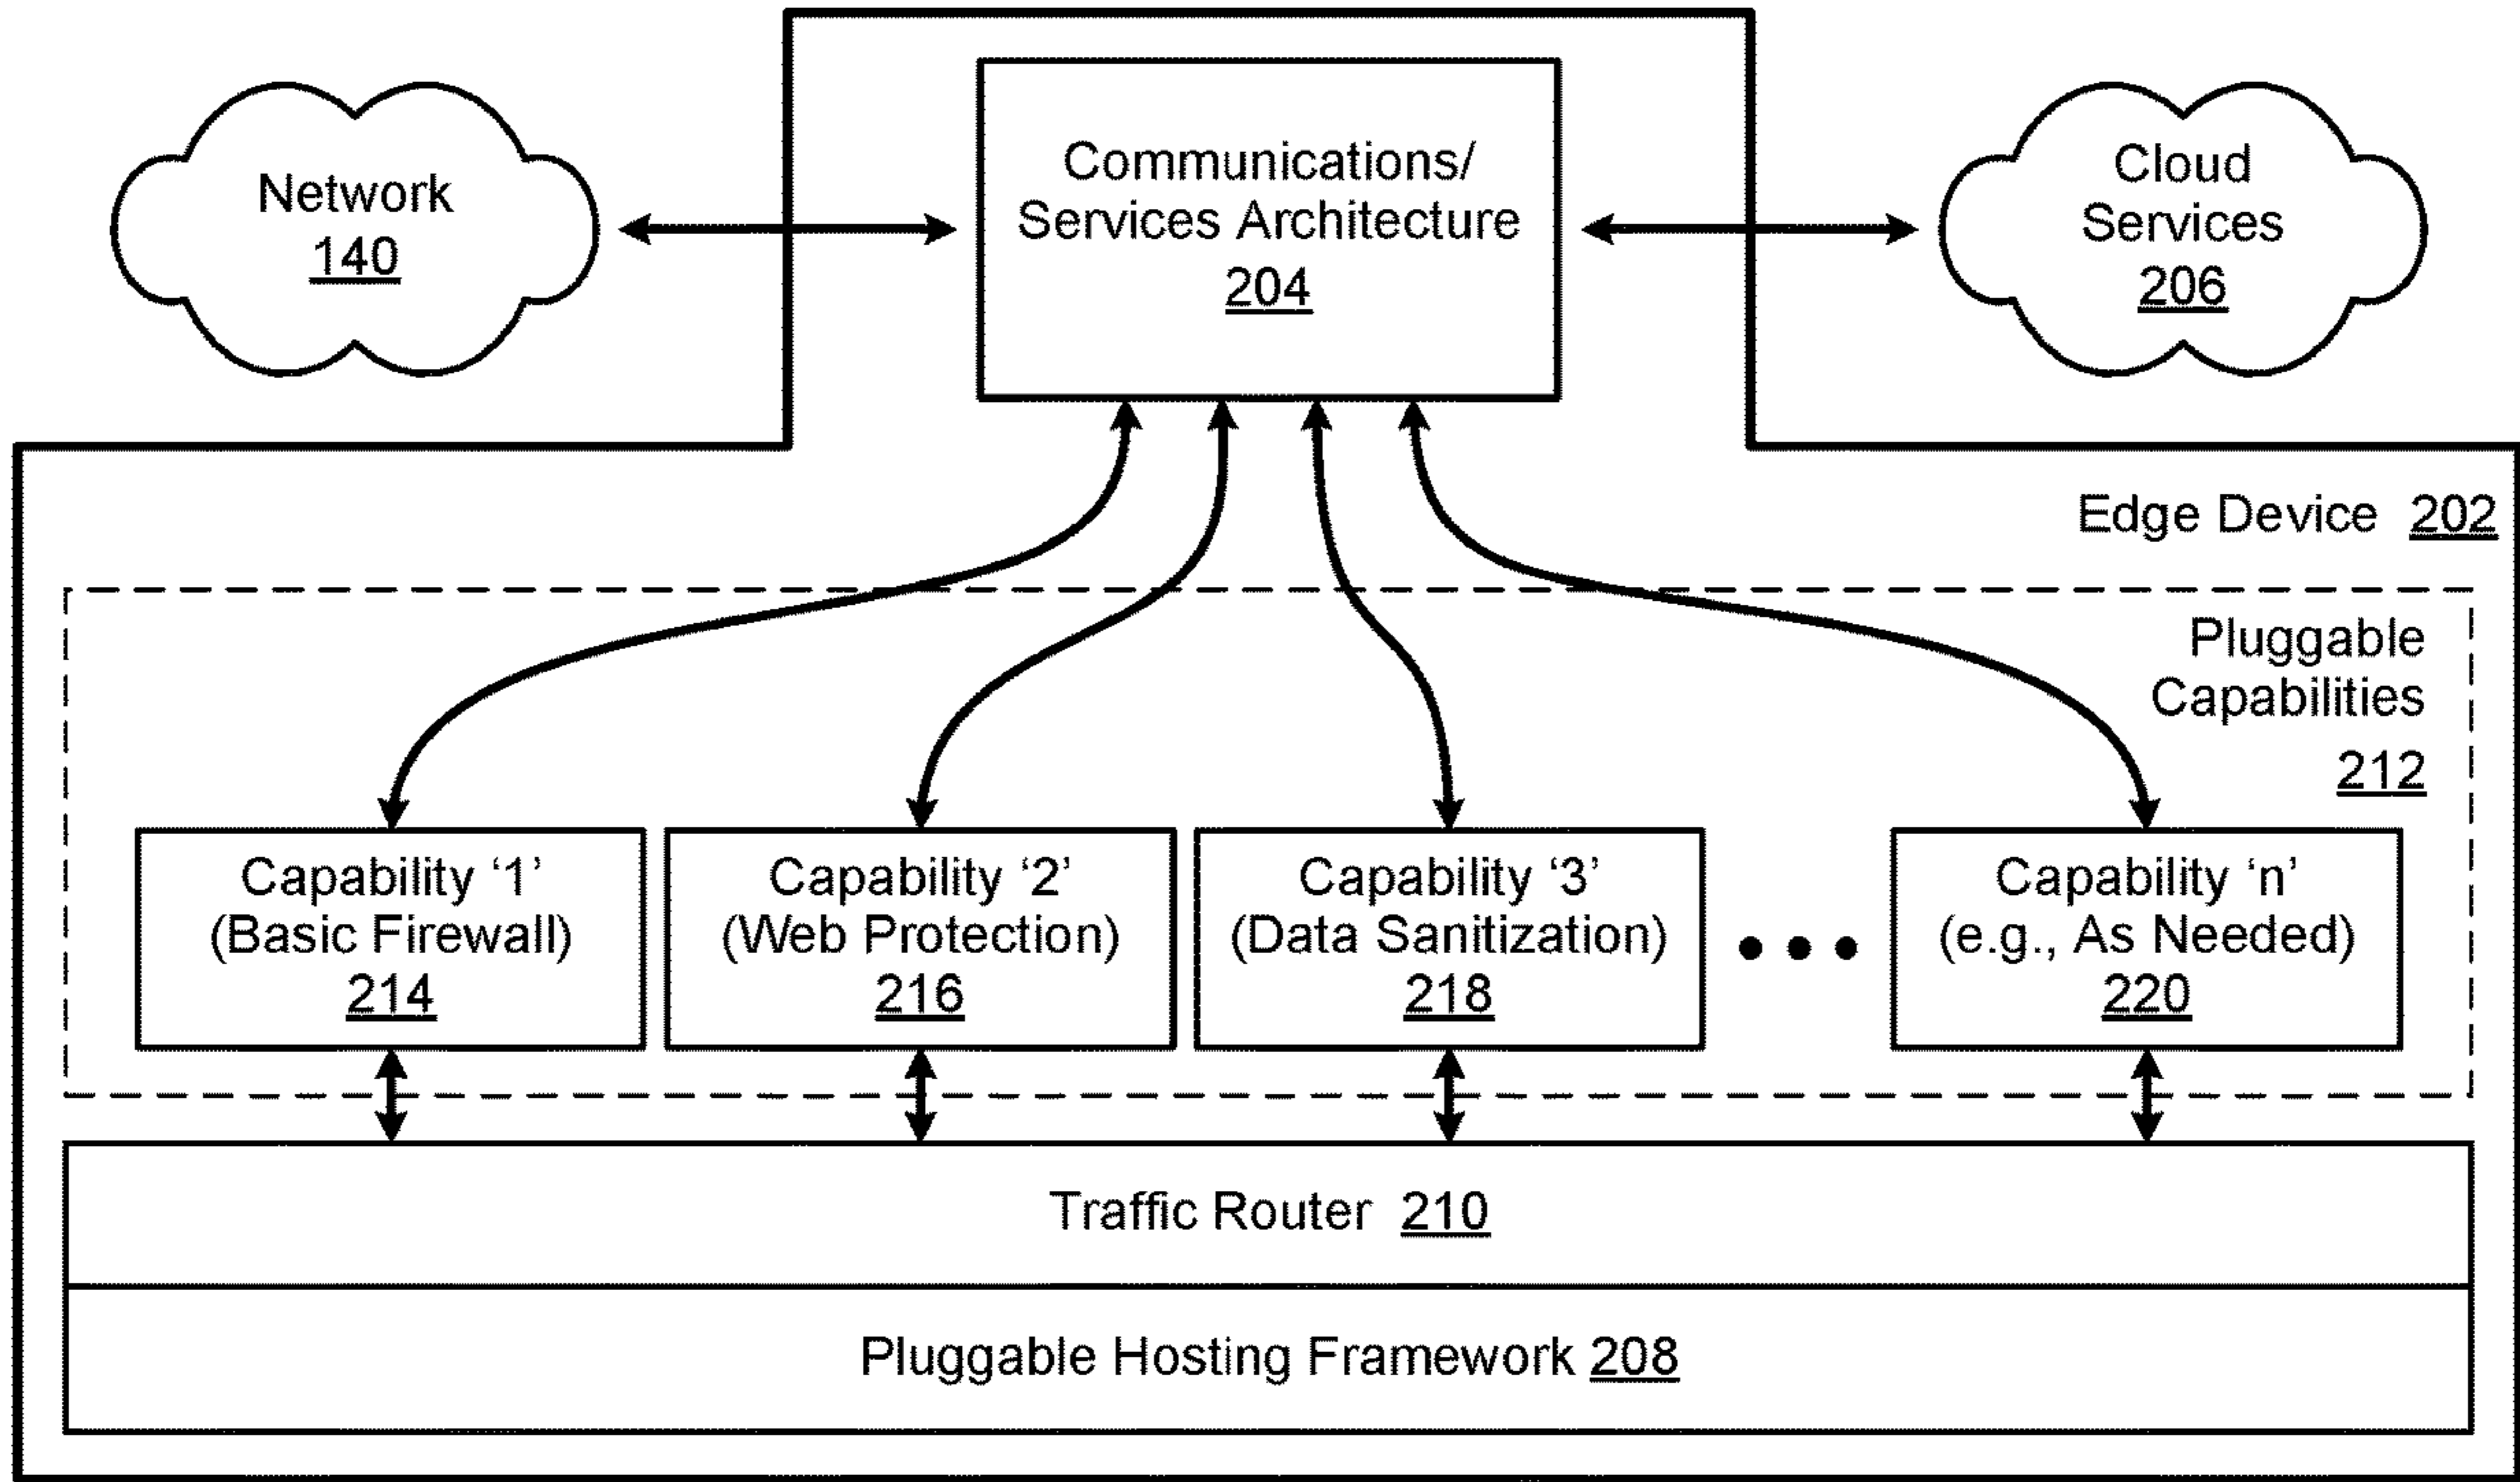 Network
140
Communications/
Services Architecture
204
Cloud
Services
206
Edge Device 202
Pluggable
Capabilities
212
Capability ‘1’
(Basic Firewall)
214
Capability ‘2’
(Web Protection)
216
Capability ‘3’
(Data Sanitization)
218
Capability ‘n’
(e.g., As Needed)
220
Traffic Router 210
Pluggable Hosting Framework 208